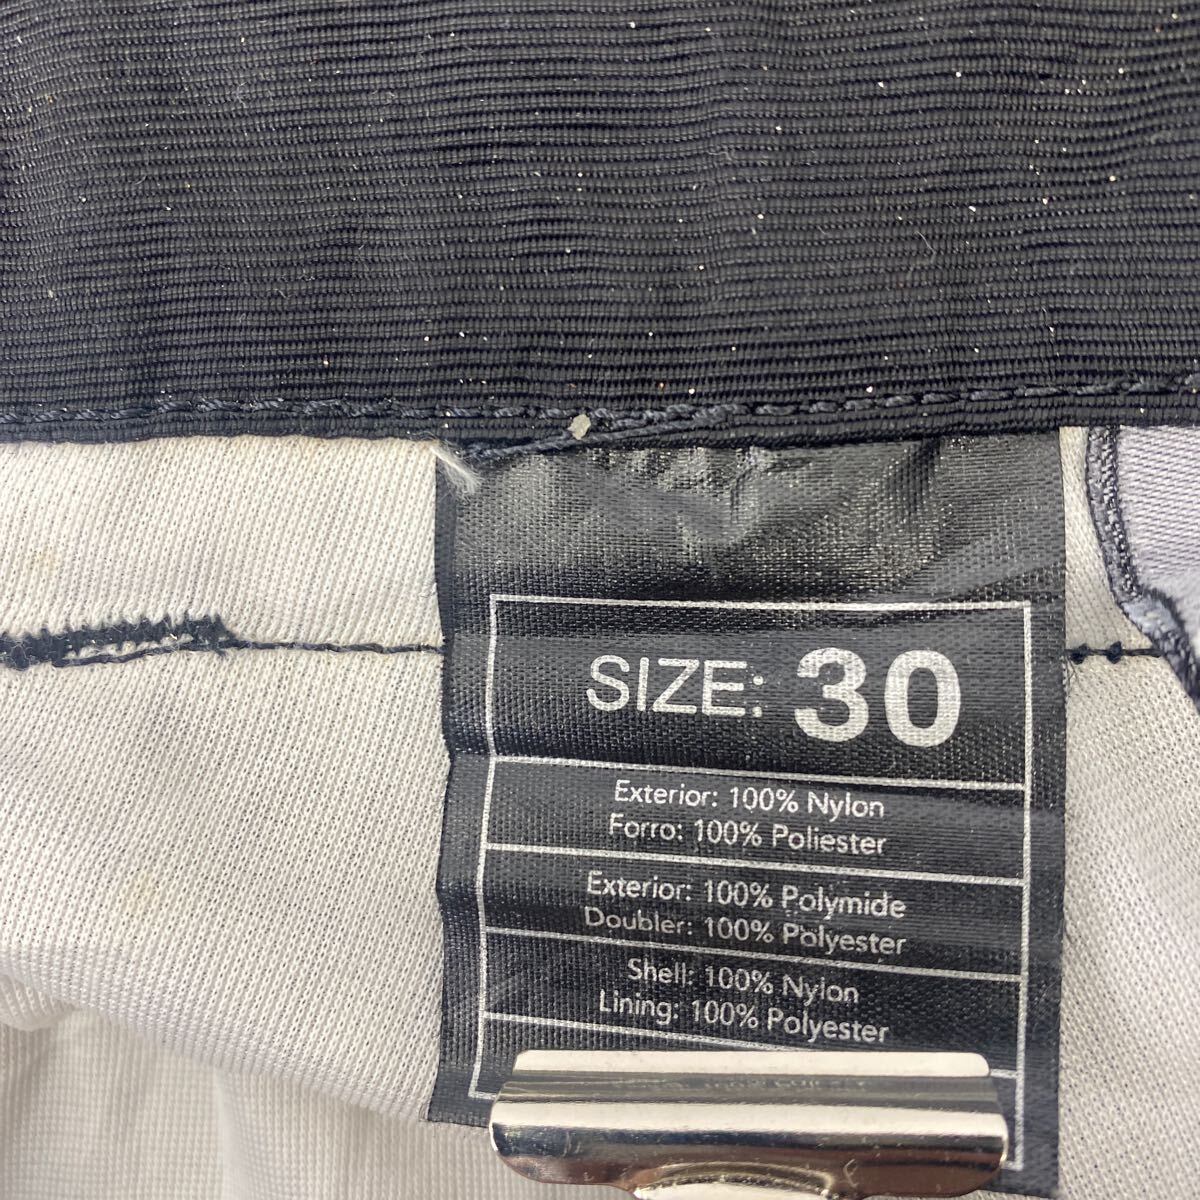 SIZE: 30
Exterior: 100% Nylon
Forro: 100% Poliester
Exterior: 100% Polymide
Doubler: 100% Polyester
Shell: 100% Nylon
Lining: 100% Polyester